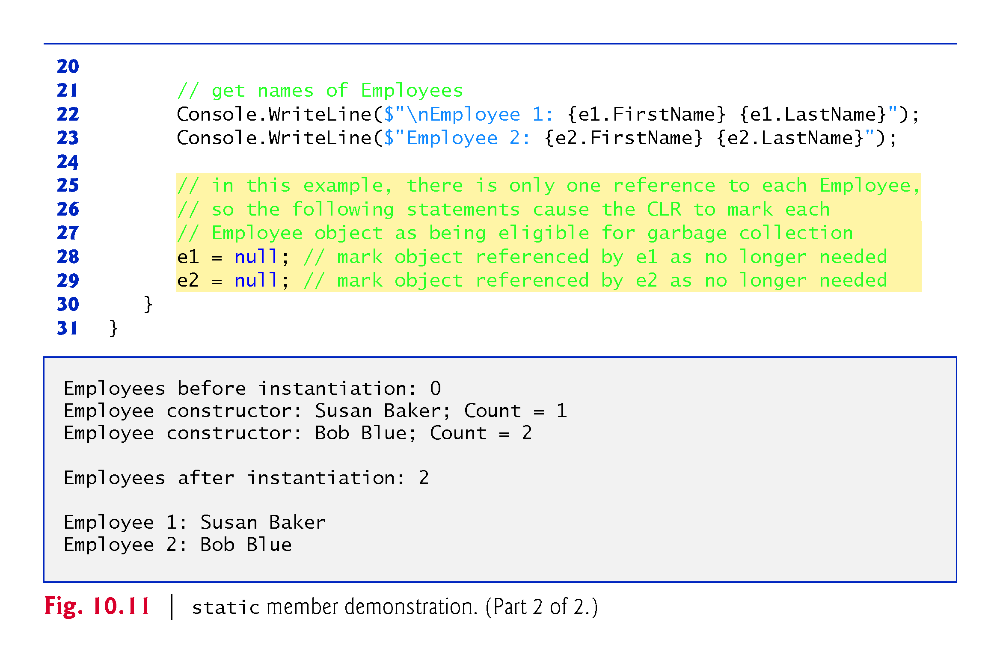 20
21 // get names of Employees
22 Console.WriteLine($"\nEmployee 1: {e1.FirstName} {e1.LastName}");
23 Console.WriteLine($"Employee 2: {e2.FirstName} {e2.LastName}");
24
25 // in this example, there is only one reference to each Employee,
26 // so the following statements cause the CLR to mark each
27 // Employee object as being eligible for garbage collection
28 e1 = null; // mark object referenced by e1 as no longer needed
29 e2 = null; // mark object referenced by e2 as no longer needed
30 }
31 }
Employees before instantiation: 0
Employee constructor: Susan Baker; Count = 1
Employee constructor: Bob Blue; Count = 2
Employees after instantiation: 2
Employee 1: Susan Baker
Employee 2: Bob Blue
Fig. 10.11 | static member demonstration. (Part 2 of 2.)